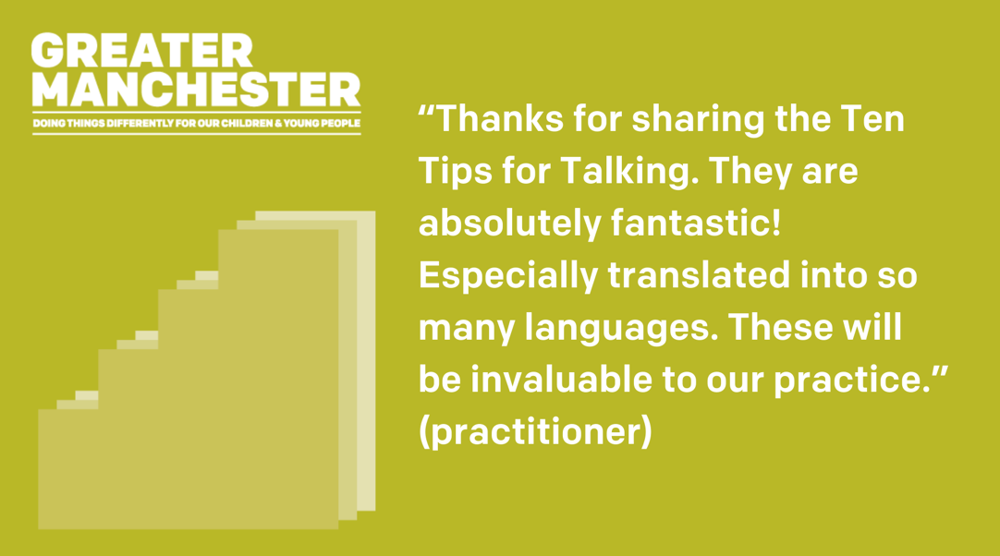 GREATER
MANCHESTER
DOING THINGS DIFFERENTLY FOR OUR CHILDREN & YOUNG PEOPLE
“Thanks for sharing the Ten
Tips for Talking. They are
absolutely fantastic!
Especially translated into so
many languages. These will
be invaluable to our practice.”
(practitioner)